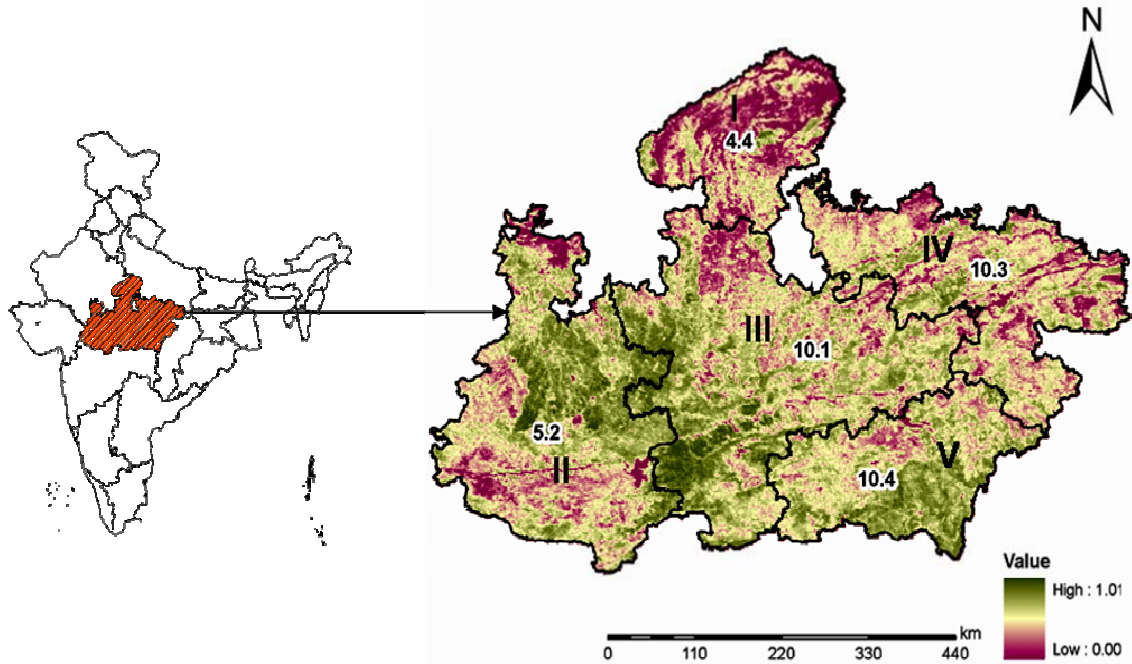 N
I
4.4
IV
10.3
III
10.1
5.2
II
V
10.4
Value
High : 1.01
Low : 0.00
km
0 110 220 330 440